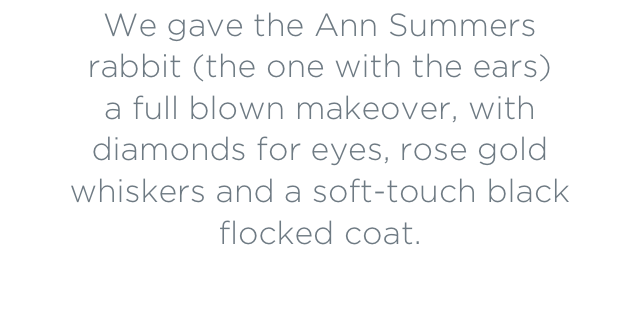 We gave the Ann Summers
rabbit (the one with the ears)
a full blown makeover, with
diamonds for eyes, rose gold
whiskers and a soft-touch black
flocked coat.